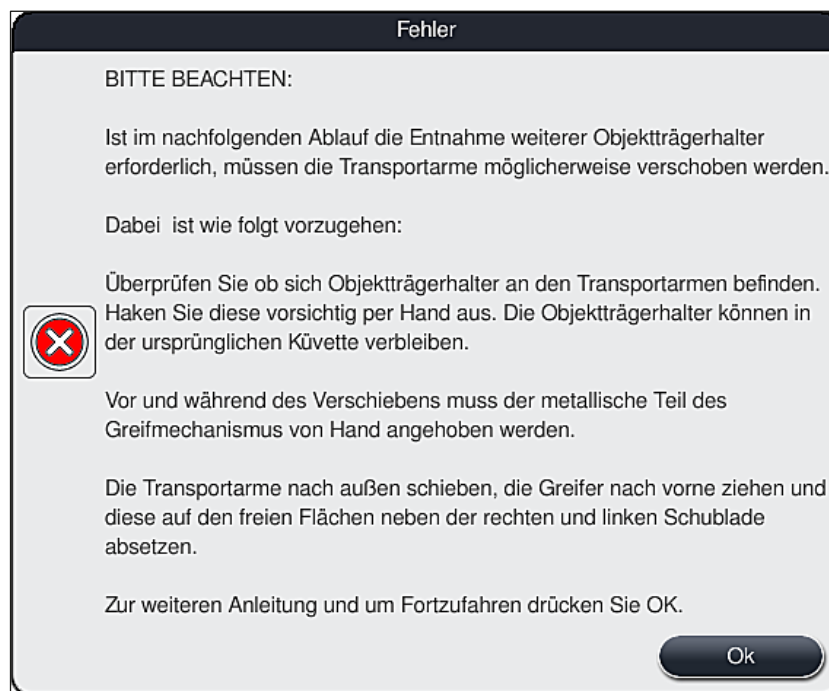 Fehler
BITTE BEACHTEN:
Ist im nachfolgenden Ablauf die Entnahme weiterer Objektträgerhalter
erforderlich, müssen die Transportarme möglicherweise verschoben werden.
Dabei  ist wie folgt vorzugehen:
Überprüfen Sie ob sich Objektträgerhalter an den Transportarmen befinden.
Haken Sie diese vorsichtig per Hand aus. Die Objektträgerhalter können in
der ursprünglichen Küvette verbleiben.
Vor und während des Verschiebens muss der metallische Teil des
Greifmechanismus von Hand angehoben werden.
Die Transportarme nach außen schieben, die Greifer nach vorne ziehen und
diese auf den freien Flächen neben der rechten und linken Schublade
absetzen.
Zur weiteren Anleitung und um Fortzufahren drücken Sie OK.
Ok